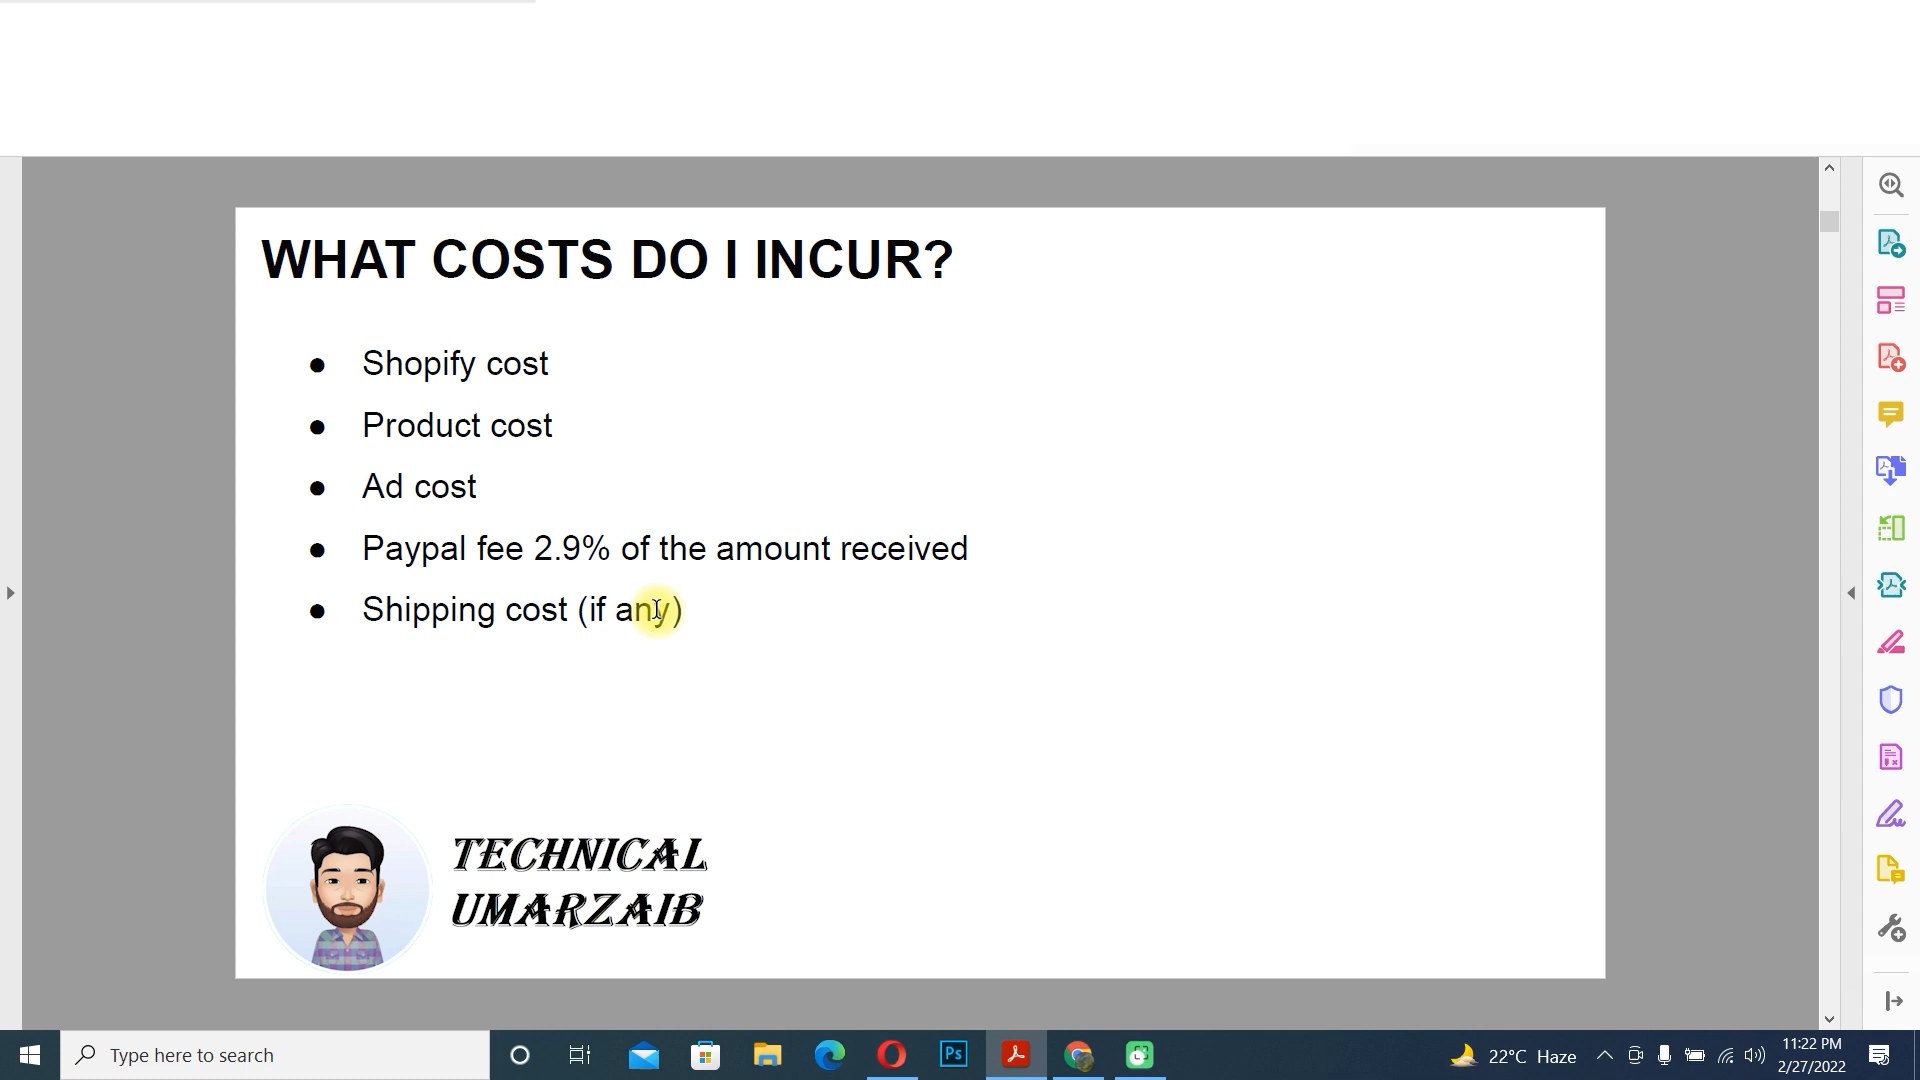 WHAT COSTS DO I INCUR?
● Shopify cost
● Product cost
● Ad cost
● Paypal fee 2.9% of the amount received
● Shipping cost (if any)
TECHNICAL
UMARZAIB
Type here to search
Ps
22°C Haze
11:22 PM
2/27/2022